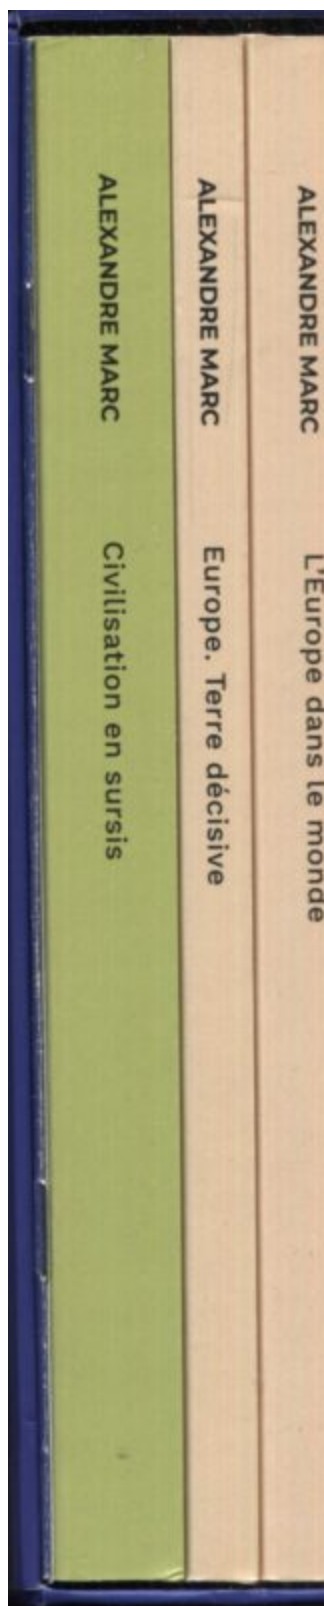 ALEXANDRE MARC Civilisation en sursis
ALEXANDRE MARC Europe. Terre décisive
ALEXANDRE MARC L'Europe dans le monde